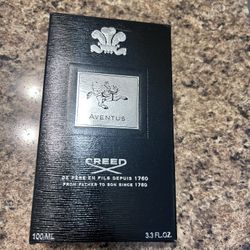 AVENTUS
CREED
DE PÈRE EN FILS DEPUIS 1760
FROM FATHER TO SON SINCE 1760
100 ML 3.3 FL.OZ.